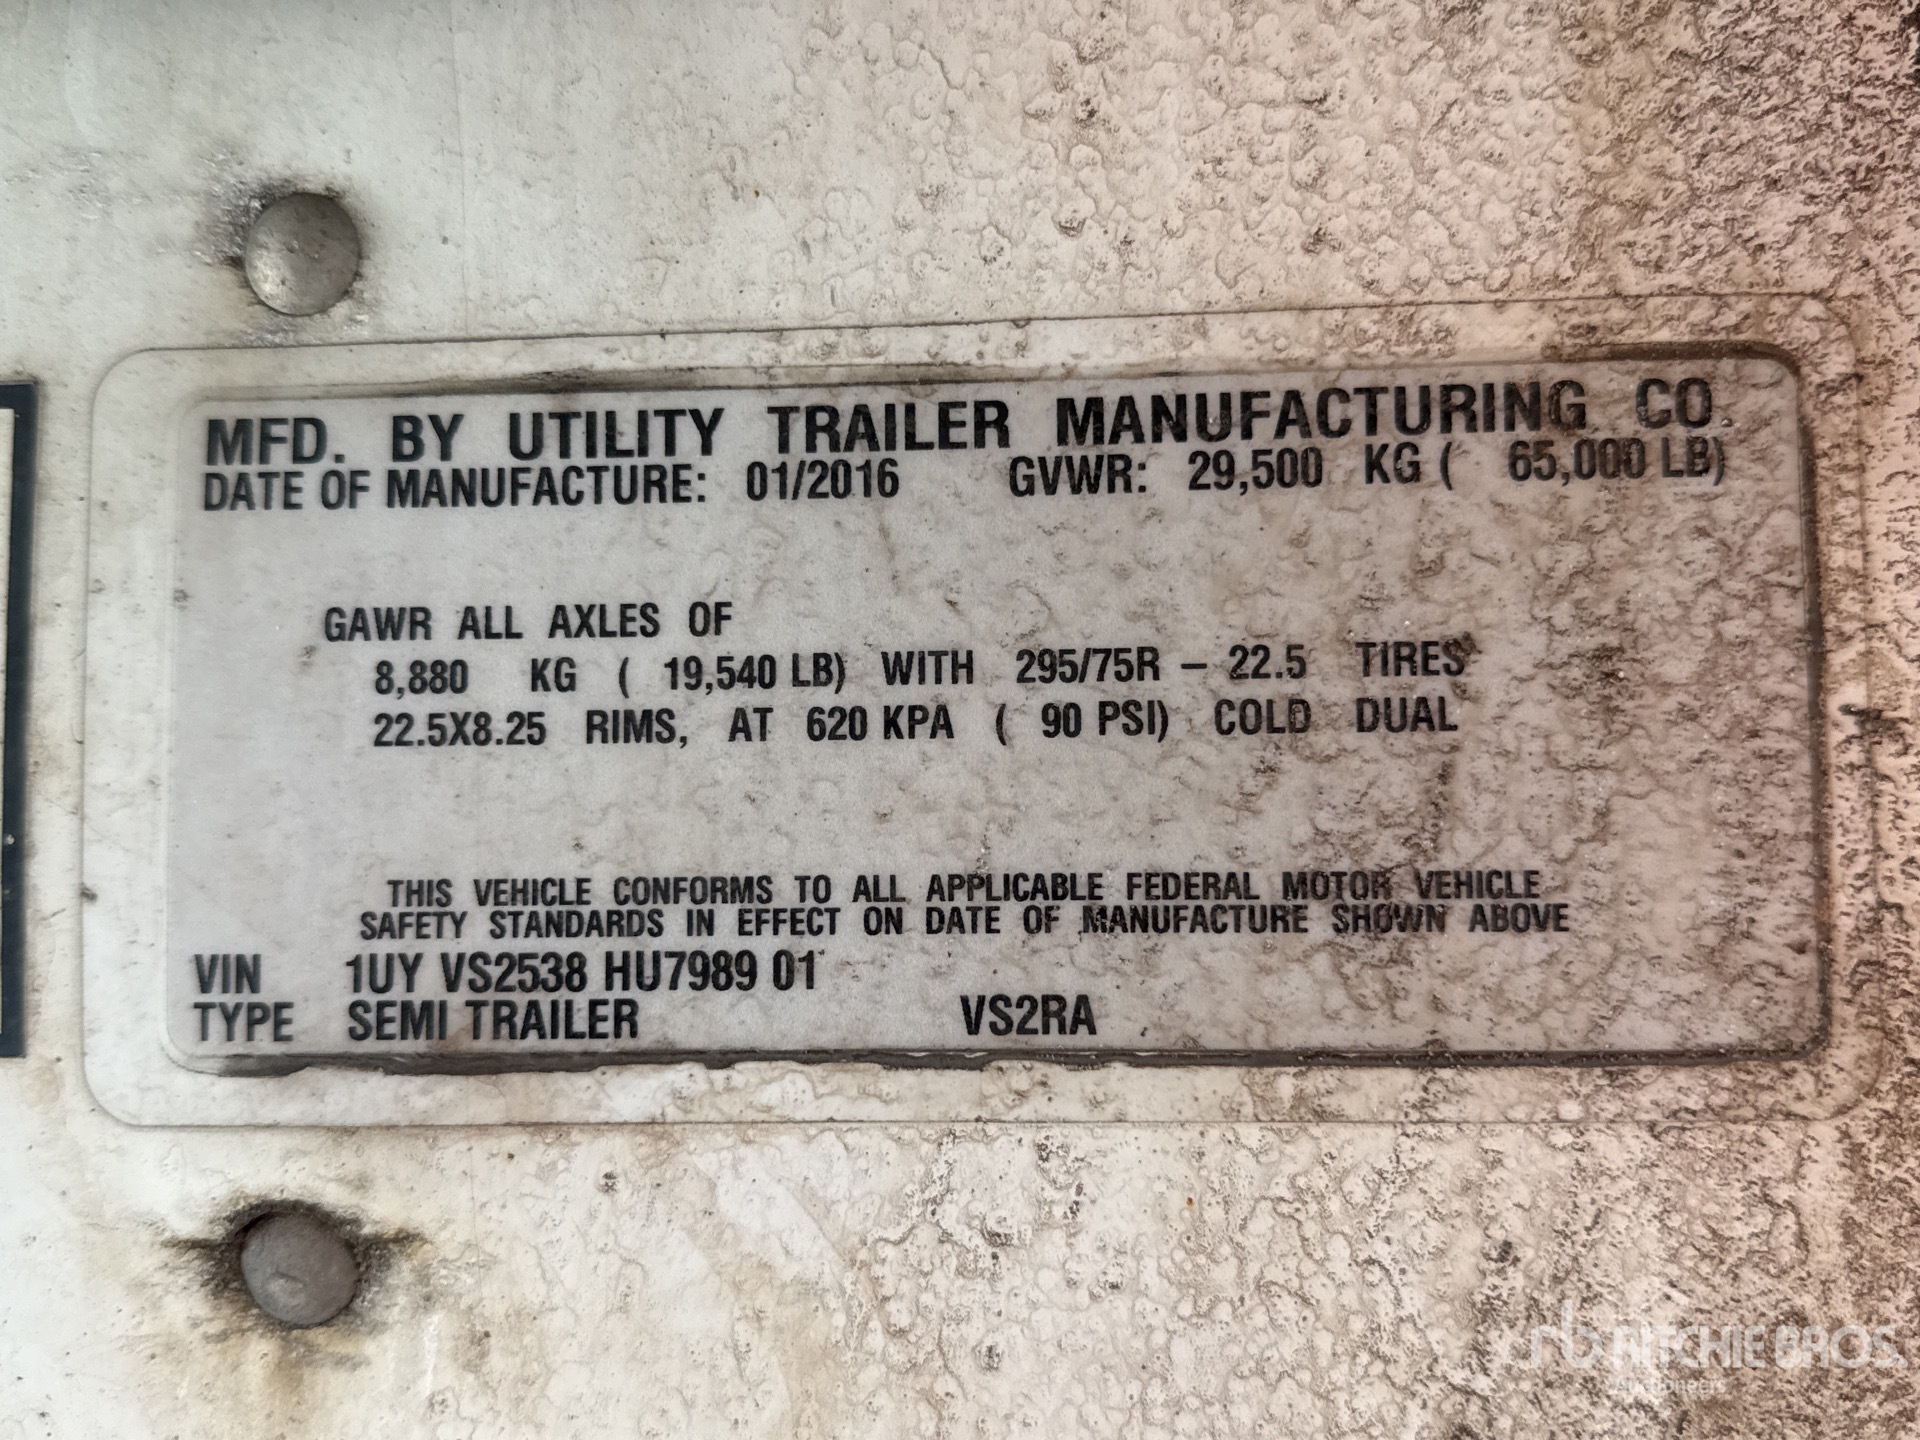 MFD. BY UTILITY TRAILER MANUFACTURING CO.
DATE OF MANUFACTURE: 01/2016 GVWR: 29,500 KG ( 65,000 LB)
GAWR ALL AXLES OF
8,880 KG ( 19,540 LB) WITH 295/75R – 22.5 TIRES
22.5X8.25 RIMS, AT 620 KPA ( 90 PSI) COLD DUAL
THIS VEHICLE CONFORMS TO ALL APPLICABLE FEDERAL MOTOR VEHICLE
SAFETY STANDARDS IN EFFECT ON DATE OF MANUFACTURE SHOWN ABOVE
VIN 1UY VS2538 HU7989 01
TYPE SEMI TRAILER VS2RA
rb RITCHIE BROS.
Auctioneers